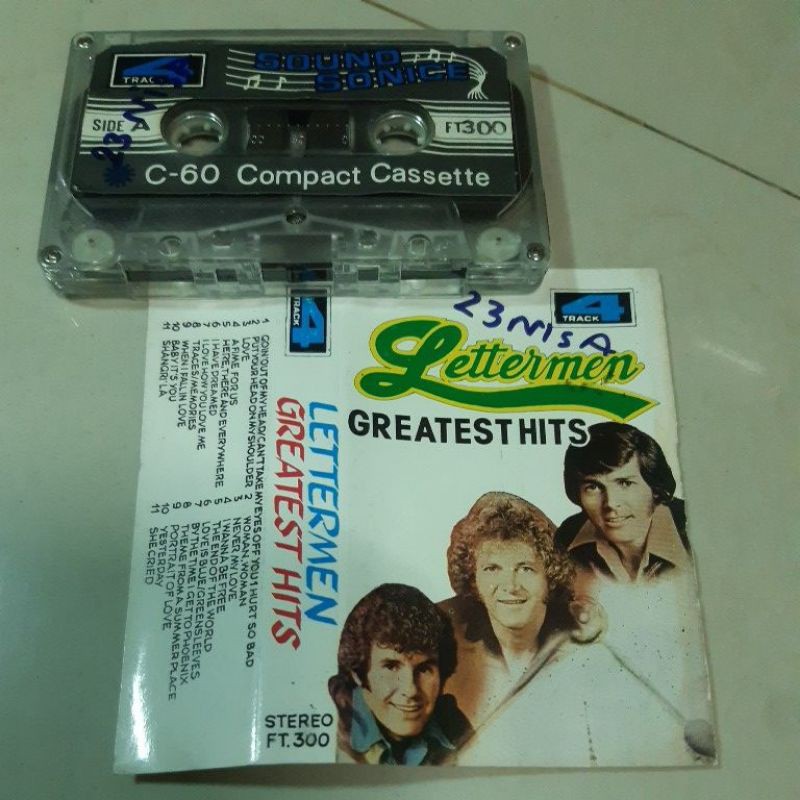 4
TRACK
SOUND
SONICE
SIDE A
23 NISA
FT300
C-60 Compact Cassette
4
TRACK
23 NISA
4
TRACK
Lettermen
GREATEST HITS
LETTERMEN
GREATEST HITS
1 GOIN' OUT OF MY HEAD/CAN'T TAKE MY EYES OFF YOU
2 PUT YOUR HEAD ON MY SHOULDER
3 LOVE
4 A FIME FOR US
5 HERE, THERE AND EVERYWHERE
6 I HAVE DREAMED
7 I LOVE HOW YOU LOVE ME
8 TRACES/MEMORIES
9 WHEN I FALL IN LOVE
10 BABY IT'S YOU
11 SHANGRI'LA
1 HURT SO BAD
2 WOMAN, WOMAN
3 NEVER MY LOVE
4 I WANNA BE FREE
5 THE END OF THE WORLD
6 LOVE IS BLUE/GREENSLEEVES
7 BY THE TIME I GET TO PHOENIX
8 THEME FROM A SUMMER PLACE
9 PORTRAIT OF LOVE
10 YESTERDAY
11 SHE CRIED
STEREO
FT.300